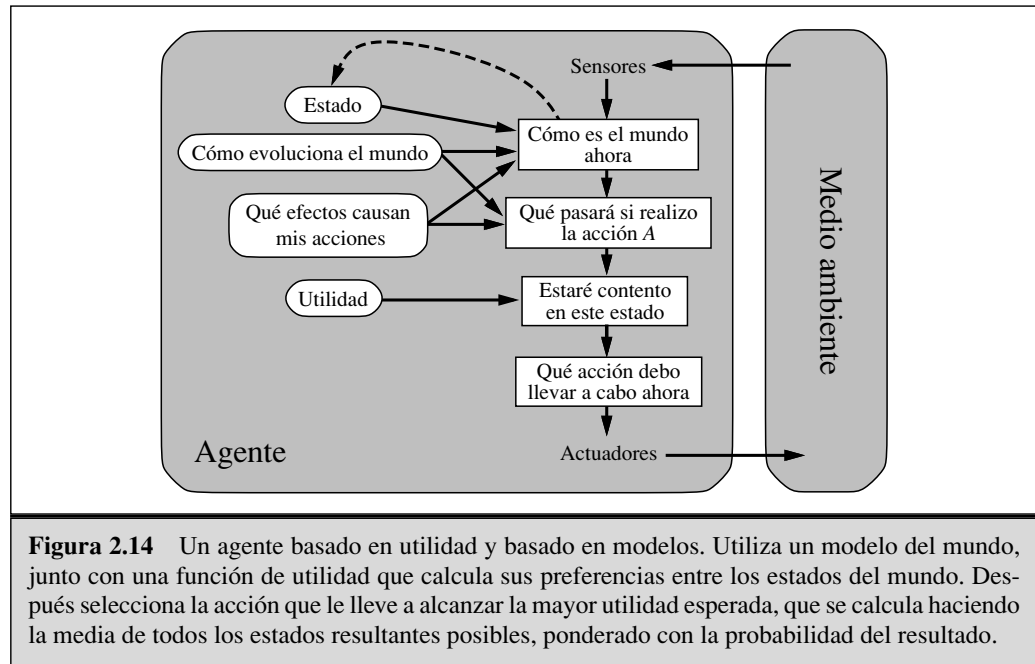 Sensores
Estado
Cómo es el mundo
ahora
Cómo evoluciona el mundo
Qué efectos causan
mis acciones
Qué pasará si realizo
la acción A
Utilidad
Estaré contento
en este estado
Qué acción debo
llevar a cabo ahora
Agente
Actuadores
Medio ambiente
Figura 2.14 Un agente basado en utilidad y basado en modelos. Utiliza un modelo del mundo,
junto con una función de utilidad que calcula sus preferencias entre los estados del mundo. Des-
pués selecciona la acción que le lleve a alcanzar la mayor utilidad esperada, que se calcula haciendo
la media de todos los estados resultantes posibles, ponderado con la probabilidad del resultado.